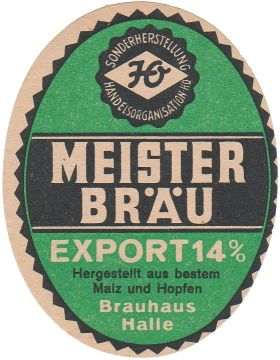 SONDERHERSTELLUNG
HO
HANDELSORGANISATION HO
MEISTER
BRÄU
EXPORT 14%
Hergestellt aus bestem
Malz und Hopfen
Brauhaus
Halle